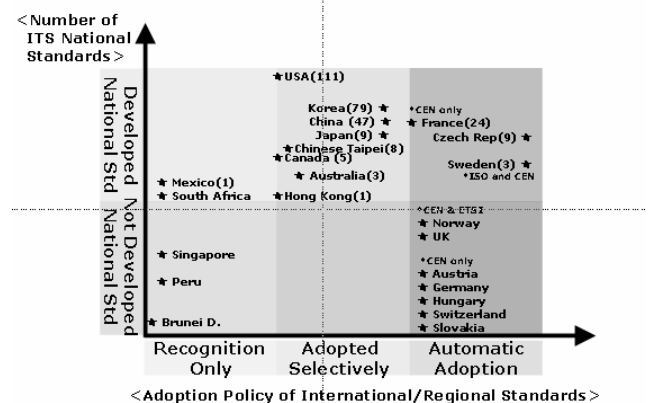 <Number of
ITS National
Standards>
Developed
National Std
Not Developed
National Std
★USA(111)
Korea(79)★
China (47)★
Japan(9)★
★Chinese Taipei(8)
★Canada (5)
★Australia(3)
★Mexico(1)
★South Africa
★Hong Kong(1)
*CEN only
★France(24)
Czech Rep(9)★
Sweden(3)★
*ISO and CEN
*CEN & ETSI
★Norway
★UK
★Singapore
★Peru
★Brunei D.
*CEN only
★Austria
★Germany
★Hungary
★Switzerland
★Slovakia
Recognition
Only
Adopted
Selectively
Automatic
Adoption
<Adoption Policy of International/Regional Standards>